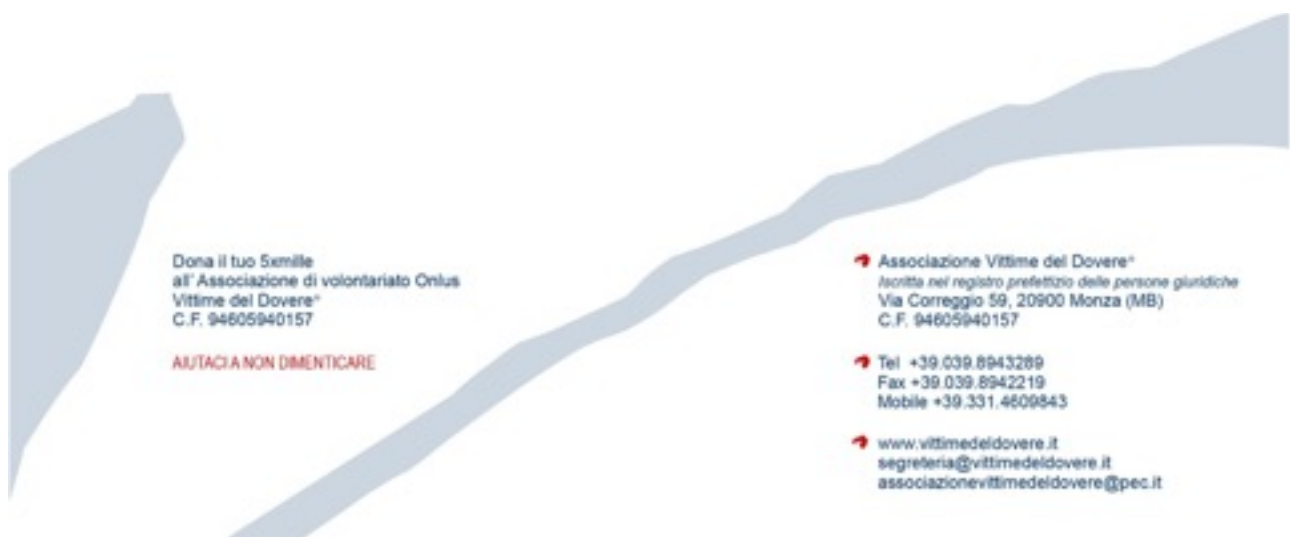 Dona il tuo 5xmille
all'Associazione di volontariato Onlus
Vittime del Dovere®
C.F. 94605940157
AIUTACI A NON DIMENTICARE
Associazione Vittime del Dovere®
Iscritta nel registro prefettizio delle persone giuridiche
Via Correggio 59, 20900 Monza (MB)
C.F. 94605940157
Tel +39.039.8943289
Fax +39.039.8942219
Mobile +39.331.4609843
www.vittimedeldovere.it
segreteria@vittimedeldovere.it
associazionevittimedeldovere@pec.it